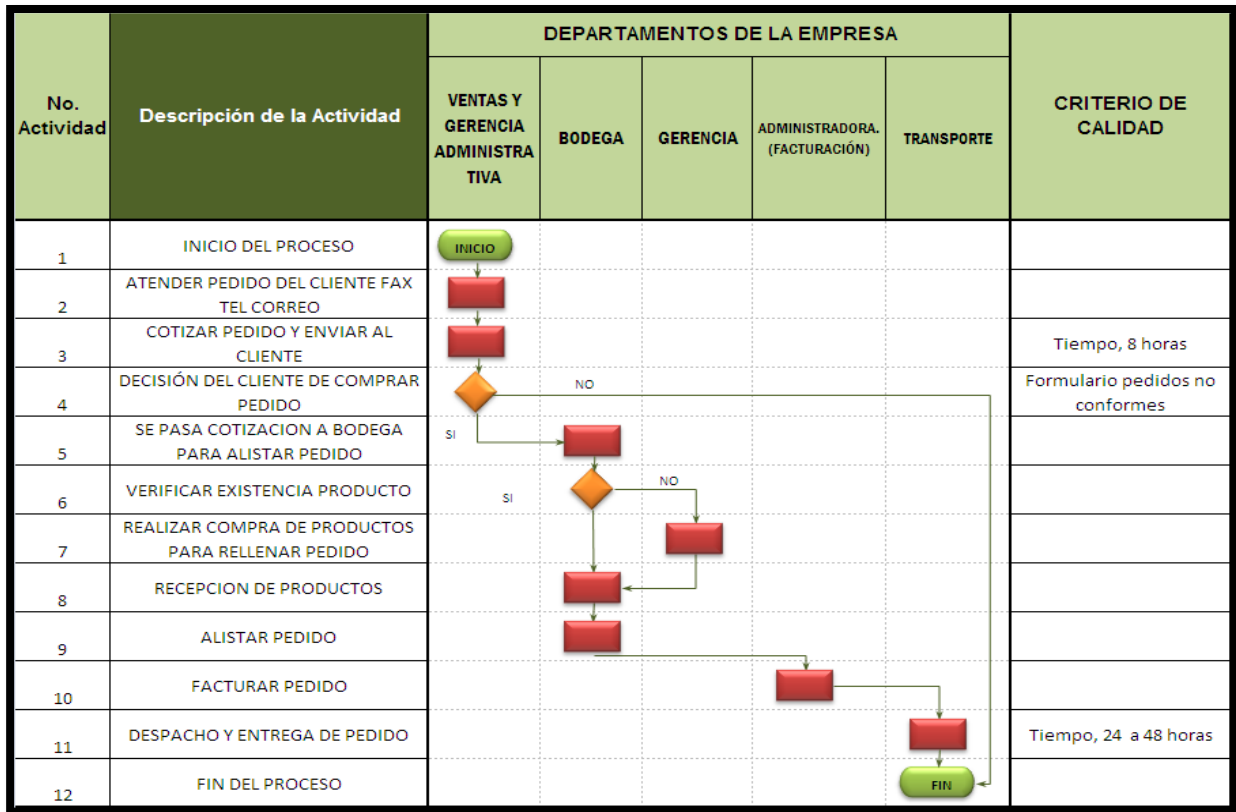 DEPARTAMENTOS DE LA EMPRESA
No.
Actividad
Descripción de la Actividad
VENTAS Y
GERENCIA
ADMINISTRA
TIVA
BODEGA
GERENCIA
ADMINISTRADORA.
(FACTURACIÓN)
TRANSPORTE
CRITERIO DE
CALIDAD
1
INICIO DEL PROCESO
INICIO
2
ATENDER PEDIDO DEL CLIENTE FAX
TEL CORREO
3
COTIZAR PEDIDO Y ENVIAR AL
CLIENTE
Tiempo, 8 horas
4
DECISIÓN DEL CLIENTE DE COMPRAR
PEDIDO
NO
Formulario pedidos no
conformes
5
SE PASA COTIZACION A BODEGA
PARA ALISTAR PEDIDO
SI
6
VERIFICAR EXISTENCIA PRODUCTO
SI
NO
7
REALIZAR COMPRA DE PRODUCTOS
PARA RELLENAR PEDIDO
8
RECEPCION DE PRODUCTOS
9
ALISTAR PEDIDO
10
FACTURAR PEDIDO
11
DESPACHO Y ENTREGA DE PEDIDO
Tiempo, 24 a 48 horas
12
FIN DEL PROCESO
FIN